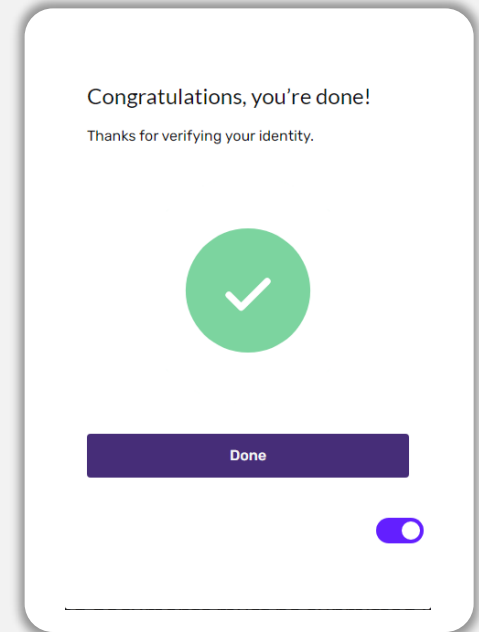 Congratulations, you’re done!
Thanks for verifying your identity.
Done